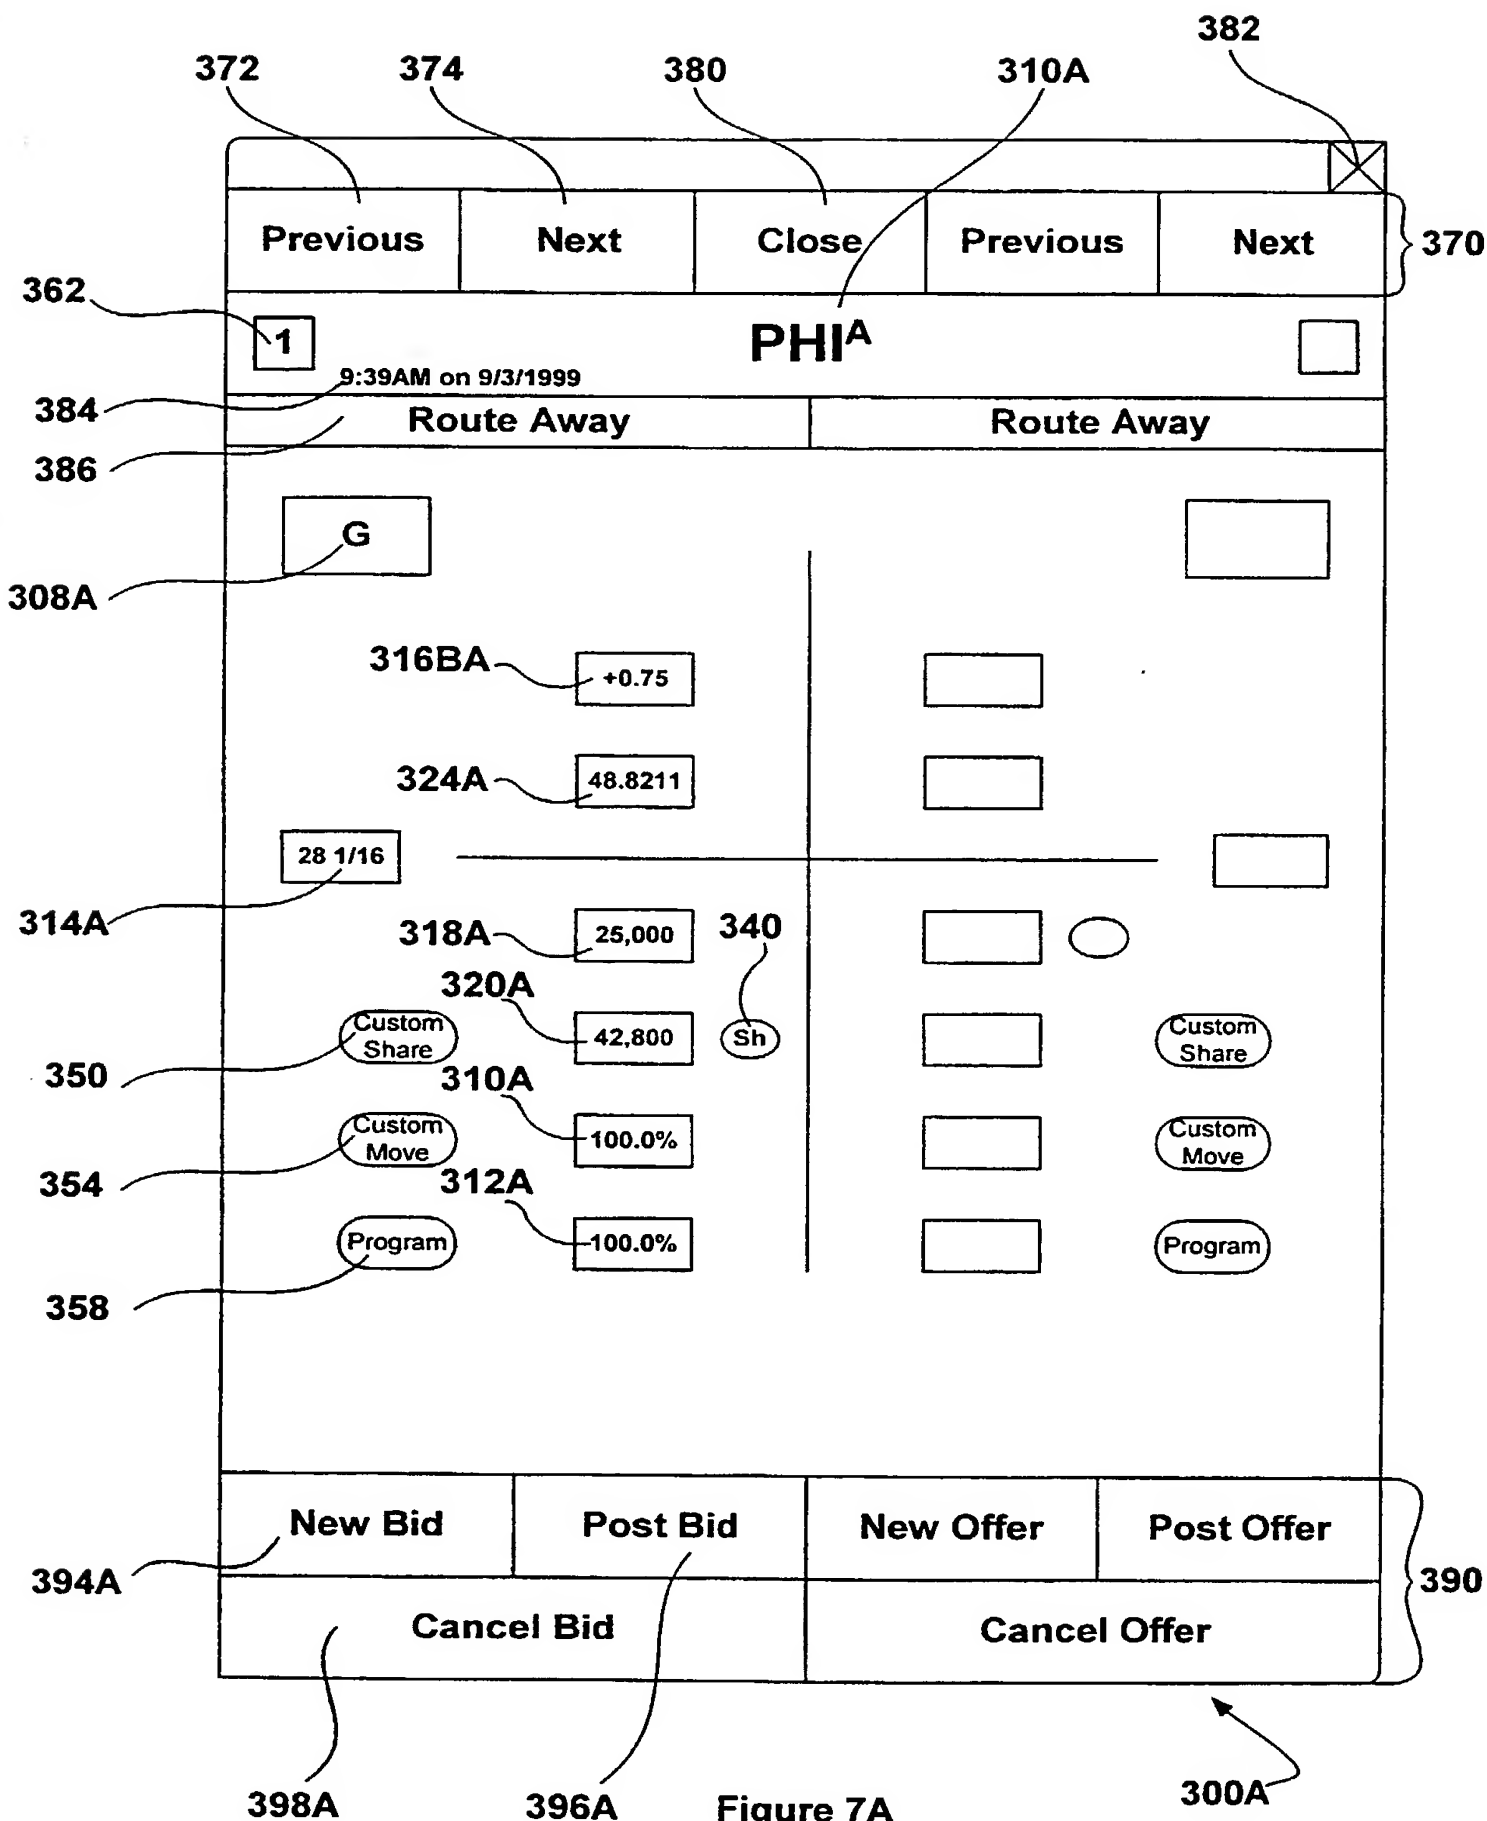 382
372 374 380 310A
Previous Next Close Previous Next
370
362
1 PHIᴬ
9:39AM on 9/3/1999
384
Route Away Route Away
386
G
308A
316BA +0.75
324A 48.8211
28 1/16
314A
318A 25,000 340
320A
Custom Share 42,800 Sh Custom Share
350
310A
Custom Move 100.0% Custom Move
354
312A
Program 100.0% Program
358
New Bid Post Bid New Offer Post Offer
394A 390
Cancel Bid Cancel Offer
300A
398A 396A Figure 7A